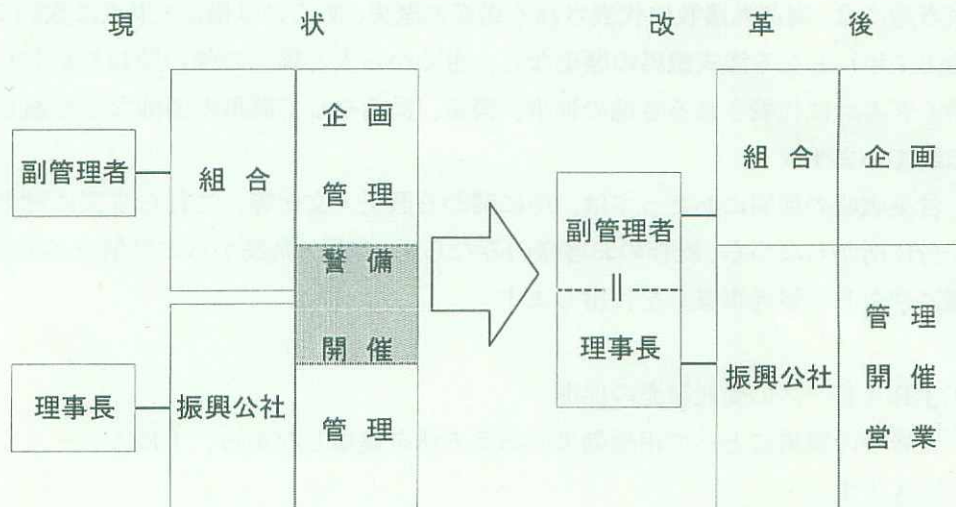 現状
改革後
副管理者
組合
企画
管理
警備
開催
理事長
振興公社
管理
副管理者
||
理事長
組合
企画
振興公社
管理
開催
営業